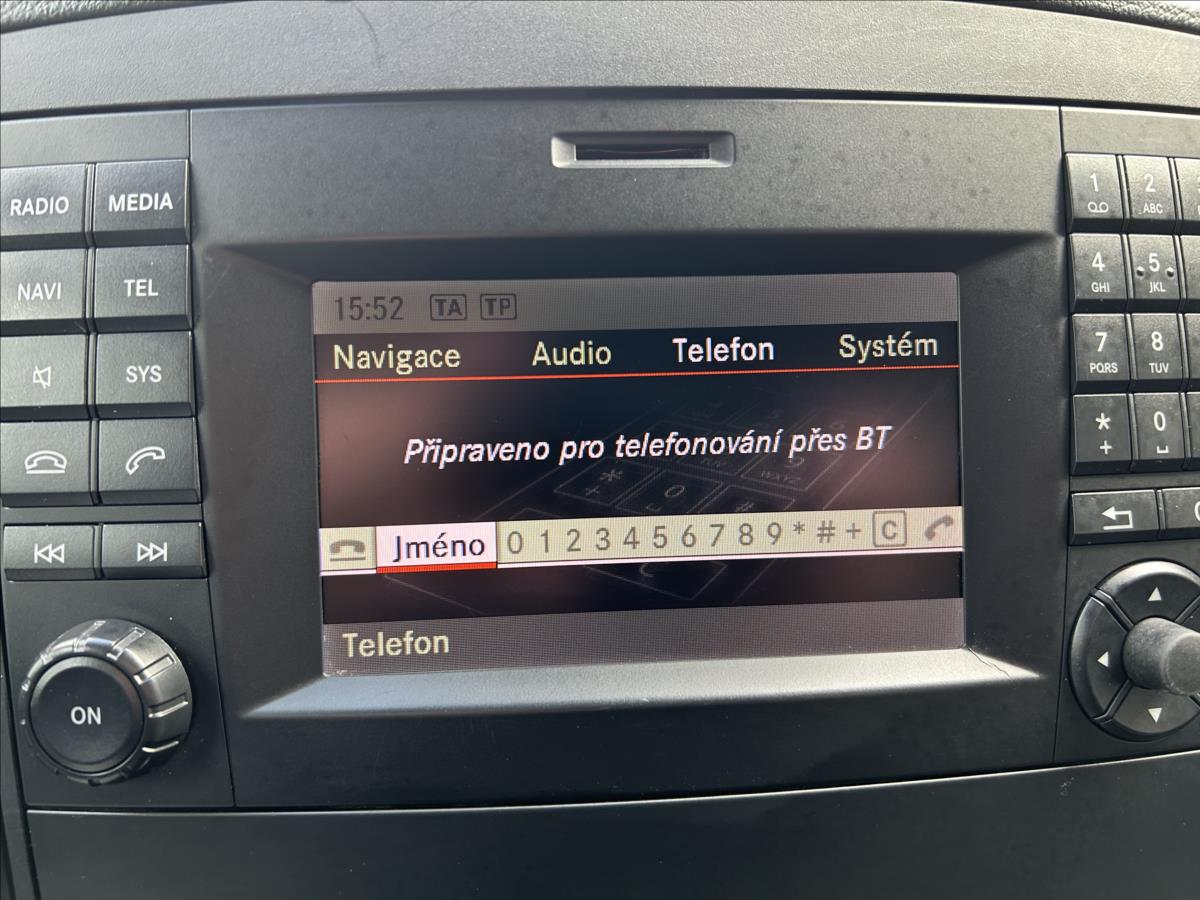 RADIO
MEDIA
NAVI
TEL
SYS
ON
15:52 TA TP
Navigace Audio Telefon Systém
Připraveno pro telefonování přes BT
Jméno 0 1 2 3 4 5 6 7 8 9 * # + C
Telefon
1
2 ABC
4 GHI
5 JKL
7 PQRS
8 TUV
* +
0